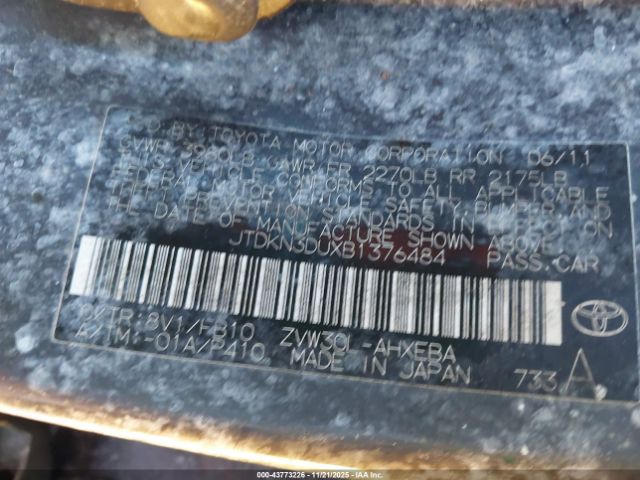 MFD. BY: TOYOTA MOTOR CORPORATION 06/11
GVWR 3960LB GAWR FR 2270LB RR 2175LB
THIS VEHICLE CONFORMS TO ALL APPLICABLE
FEDERAL MOTOR VEHICLE SAFETY, BUMPER, AND
THEFT PREVENTION STANDARDS IN EFFECT ON
THE DATE OF MANUFACTURE SHOWN ABOVE.
JTDKN3DUXB1376484 PASS.CAR
C/TR: 8V1/FB10 ZVW30L-AHXEBA
A/TM: -01A/P410 MADE IN JAPAN 733 A
TOYOTA
000-43773226 - 11/21/2025 - IAA Inc.